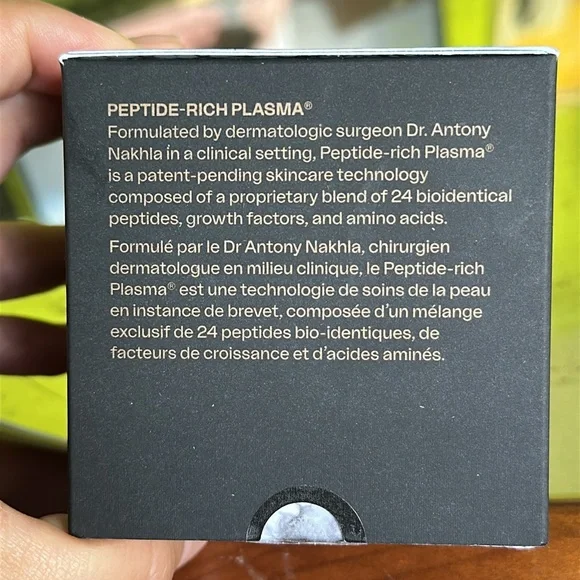 PEPTIDE-RICH PLASMA®
Formulated by dermatologic surgeon Dr. Antony
Nakhla in a clinical setting, Peptide-rich Plasma®
is a patent-pending skincare technology
composed of a proprietary blend of 24 bioidentical
peptides, growth factors, and amino acids.
Formulé par le Dr Antony Nakhla, chirurgien
dermatologue en milieu clinique, le Peptide-rich
Plasma® est une technologie de soins de la peau
en instance de brevet, composée d'un mélange
exclusif de 24 peptides bio-identiques, de
facteurs de croissance et d'acides aminés.